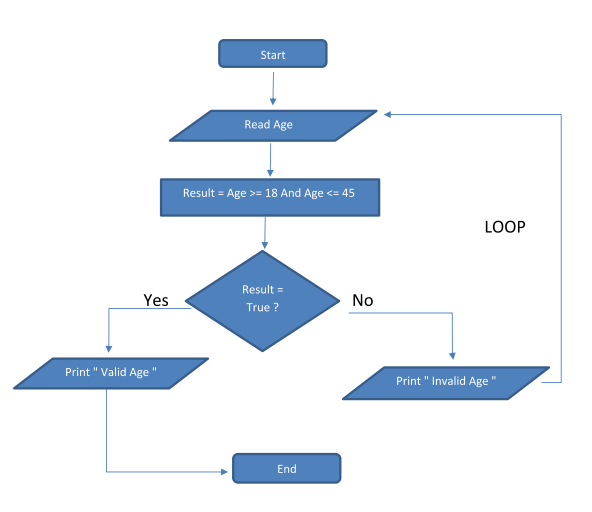 Start
Read Age
Result = Age >= 18 And Age <= 45
LOOP
Result =
True ?
Yes
No
Print " Valid Age "
Print " Invalid Age "
End